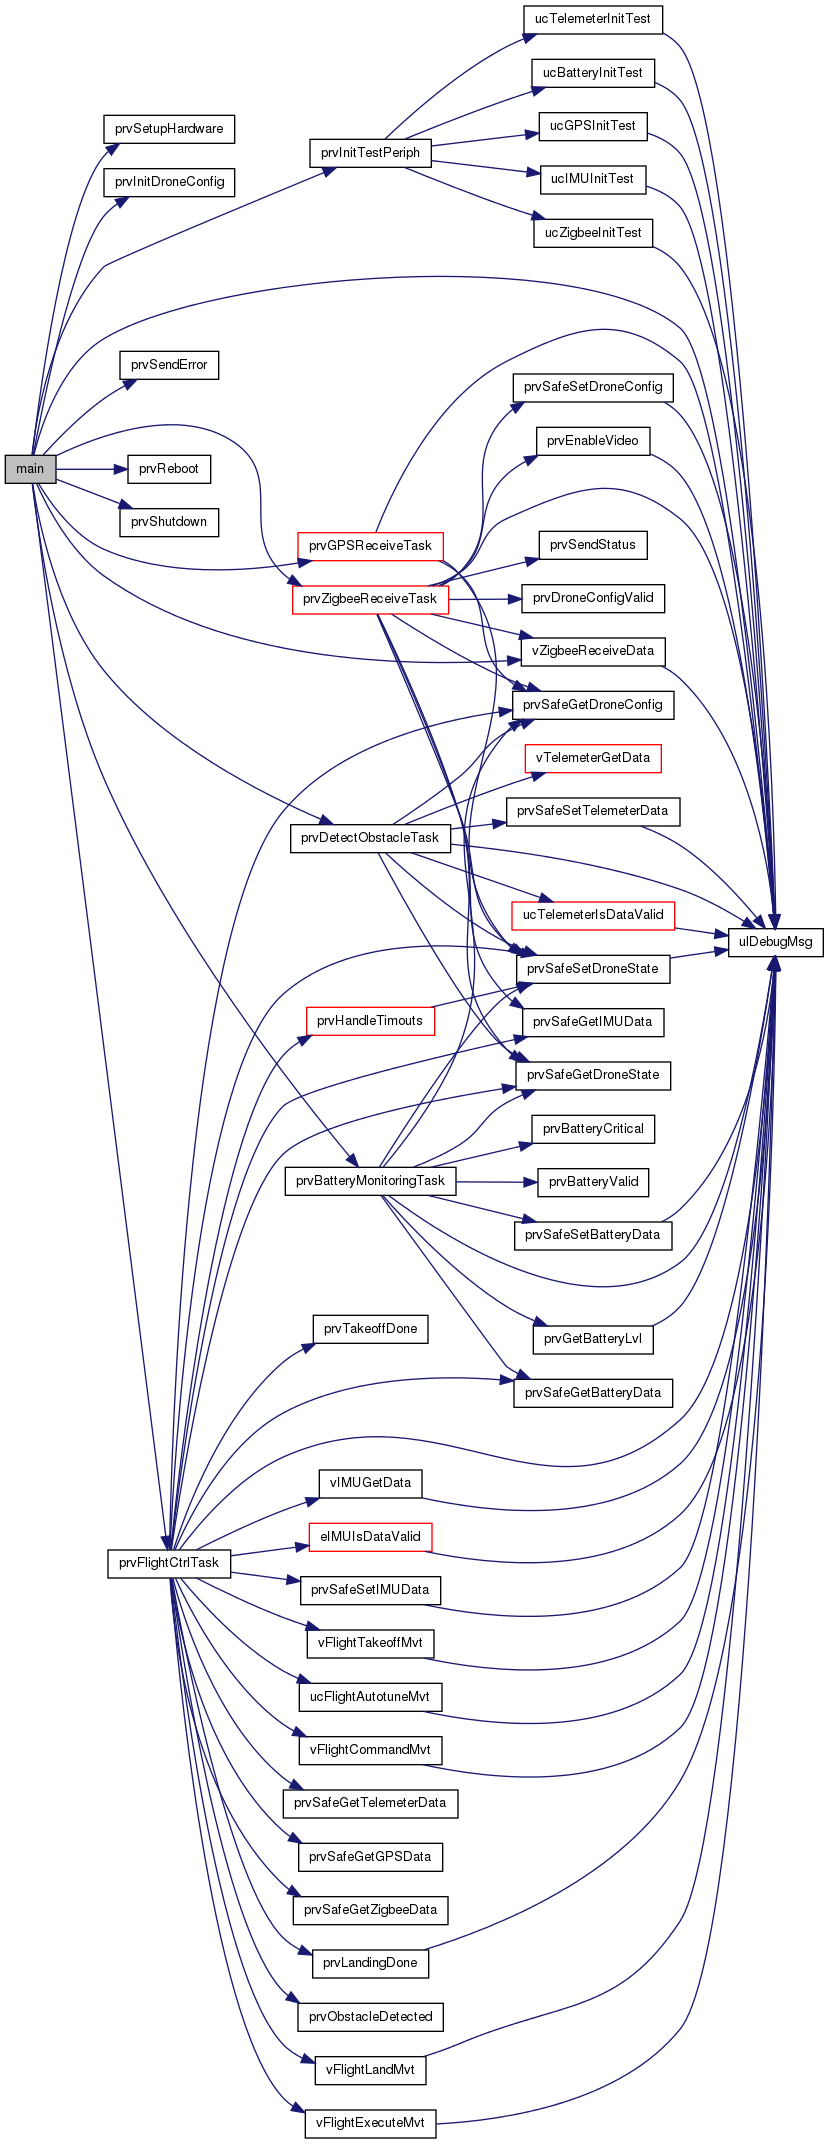 ucTelemeterInitTest
ucBatteryInitTest
prvSetupHardware
ucGPSInitTest
prvInitTestPeriph
prvInitDroneConfig
ucIMUInitTest
ucZigbeeInitTest
prvSendError
prvSafeSetDroneConfig
prvEnableVideo
main
prvReboot
prvShutdown
prvGPSReceiveTask
prvSendStatus
prvZigbeeReceiveTask
prvDroneConfigValid
vZigbeeReceiveData
prvSafeGetDroneConfig
vTelemeterGetData
prvSafeSetTelemeterData
prvDetectObstacleTask
ucTelemeterIsDataValid
ulDebugMsg
prvSafeSetDroneState
prvHandleTimouts
prvSafeGetIMUData
prvSafeGetDroneState
prvBatteryCritical
prvBatteryMonitoringTask
prvBatteryValid
prvSafeSetBatteryData
prvTakeoffDone
prvGetBatteryLvl
prvSafeGetBatteryData
vIMUGetData
eIMUIsDataValid
prvFlightCtrlTask
prvSafeSetIMUData
vFlightTakeoffMvt
ucFlightAutotuneMvt
vFlightCommandMvt
prvSafeGetTelemeterData
prvSafeGetGPSData
prvSafeGetZigbeeData
prvLandingDone
prvObstacleDetected
vFlightLandMvt
vFlightExecuteMvt